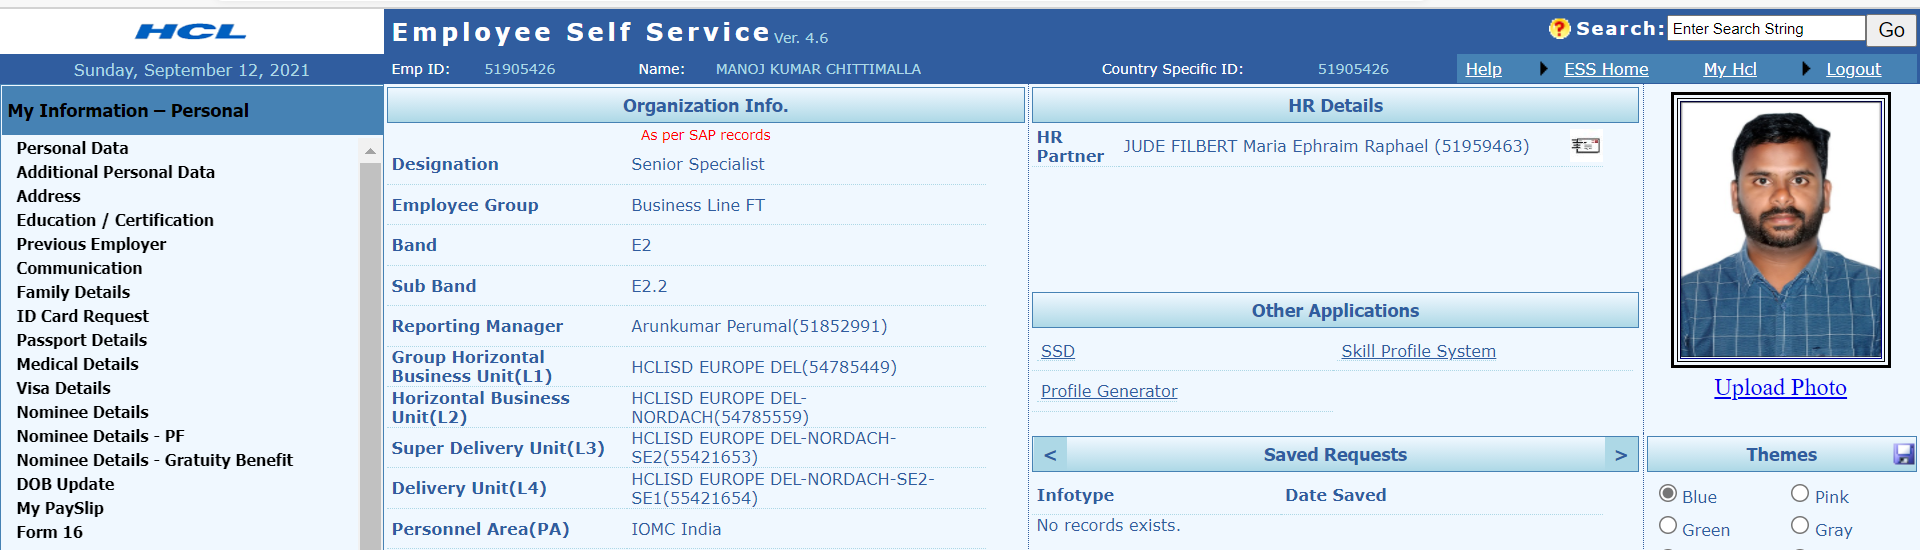 HCL
Employee Self Service Ver. 4.6
? Search: Enter Search String Go
Sunday, September 12, 2021
Emp ID: 51905426 Name: MANOJ KUMAR CHITTIMALLA Country Specific ID: 51905426
Help ESS Home My Hcl Logout
My Information – Personal
Personal Data
Additional Personal Data
Address
Education / Certification
Previous Employer
Communication
Family Details
ID Card Request
Passport Details
Medical Details
Visa Details
Nominee Details
Nominee Details - PF
Nominee Details - Gratuity Benefit
DOB Update
My PaySlip
Form 16
Organization Info.
As per SAP records
Designation Senior Specialist
Employee Group Business Line FT
Band E2
Sub Band E2.2
Reporting Manager Arunkumar Perumal(51852991)
Group Horizontal
Business Unit(L1) HCLISD EUROPE DEL(54785449)
Horizontal Business HCLISD EUROPE DEL-
Unit(L2) NORDACH(54785559)
Super Delivery Unit(L3) HCLISD EUROPE DEL-NORDACH-
SE2(55421653)
Delivery Unit(L4) HCLISD EUROPE DEL-NORDACH-SE2-
SE1(55421654)
Personnel Area(PA) IOMC India
HR Details
HR
Partner JUDE FILBERT Maria Ephraim Raphael (51959463)
Other Applications
SSD Skill Profile System
Profile Generator
< Saved Requests >
Infotype Date Saved
No records exists.
Upload Photo
Themes
Blue Pink
Green Gray